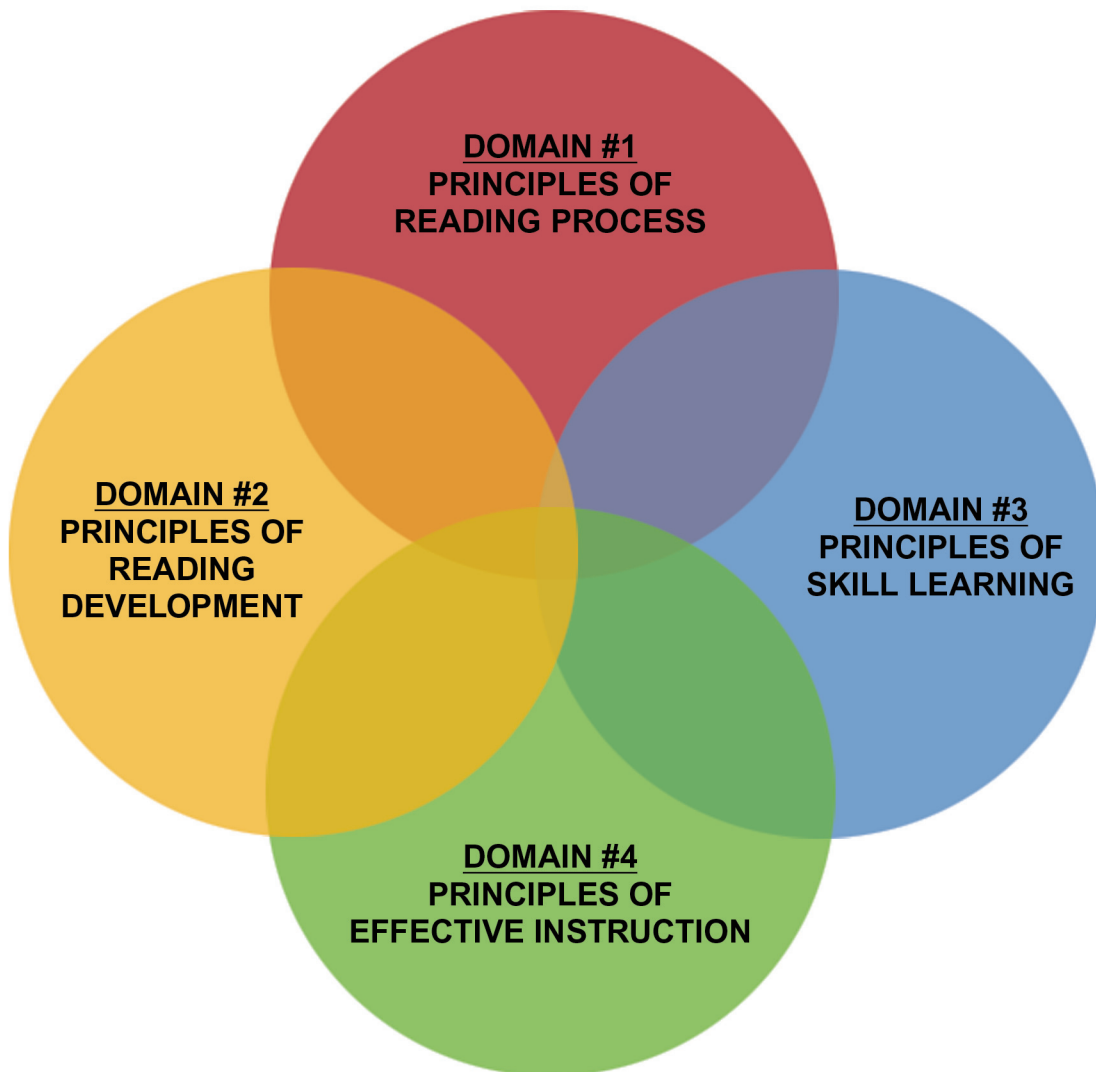 DOMAIN #1
PRINCIPLES OF
READING PROCESS
DOMAIN #2
PRINCIPLES OF
READING
DEVELOPMENT
DOMAIN #3
PRINCIPLES OF
SKILL LEARNING
DOMAIN #4
PRINCIPLES OF
EFFECTIVE INSTRUCTION